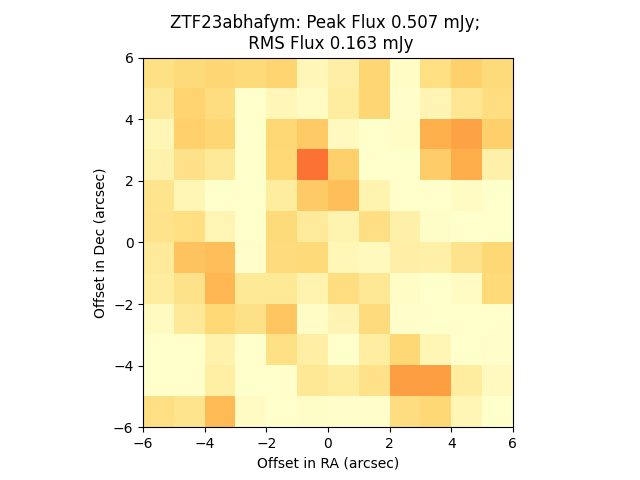 ZTF23abhafym: Peak Flux 0.507 mJy;
RMS Flux 0.163 mJy
6
4
2
0
−2
−4
−6
Offset in Dec (arcsec)
−6 −4 −2 0 2 4 6
Offset in RA (arcsec)